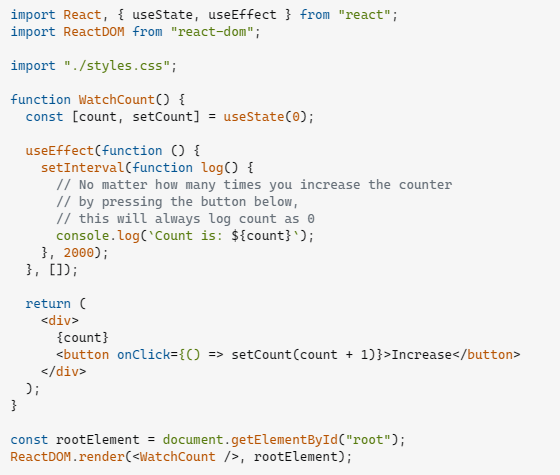 import React, { useState, useEffect } from "react";
import ReactDOM from "react-dom";

import "./styles.css";

function WatchCount() {
  const [count, setCount] = useState(0);

  useEffect(function () {
    setInterval(function log() {
      // No matter how many times you increase the counter
      // by pressing the button below,
      // this will always log count as 0
      console.log(`Count is: ${count}`);
    }, 2000);
  }, []);

  return (
    <div>
      {count}
      <button onClick={() => setCount(count + 1)}>Increase</button>
    </div>
  );
}

const rootElement = document.getElementById("root");
ReactDOM.render(<WatchCount />, rootElement);